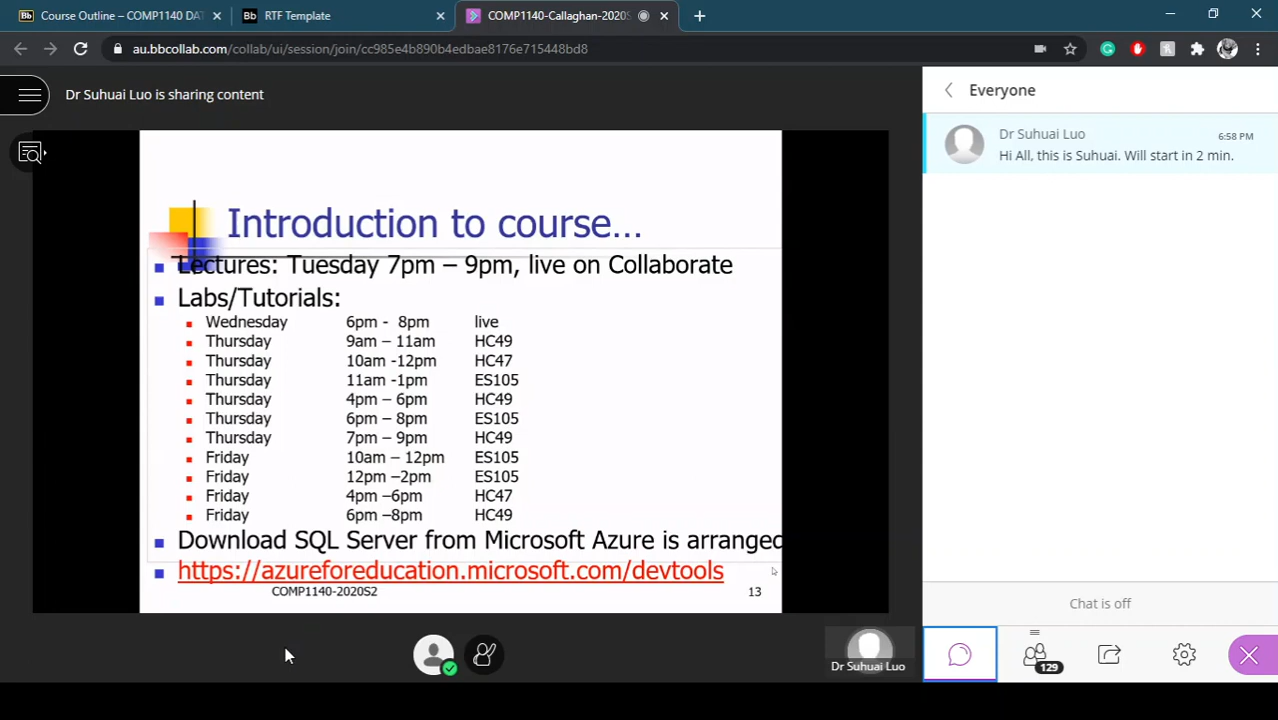 Course Outline – COMP1140 DAT
RTF Template
COMP1140-Callaghan-2020S
au.bbcollab.com/collab/ui/session/join/cc985e4b890b4edbae8176e715448bd8
Dr Suhuai Luo is sharing content
Introduction to course…
Lectures: Tuesday 7pm – 9pm, live on Collaborate
Labs/Tutorials:
Wednesday 6pm - 8pm live
Thursday 9am – 11am HC49
Thursday 10am -12pm HC47
Thursday 11am -1pm ES105
Thursday 4pm – 6pm HC49
Thursday 6pm – 8pm ES105
Thursday 7pm – 9pm HC49
Friday 10am – 12pm ES105
Friday 12pm –2pm ES105
Friday 4pm –6pm HC47
Friday 6pm –8pm HC49
Download SQL Server from Microsoft Azure is arranged
https://azureforeducation.microsoft.com/devtools
COMP1140-2020S2 13
Dr Suhuai Luo
Everyone
Dr Suhuai Luo 6:58 PM
Hi All, this is Suhuai. Will start in 2 min.
Chat is off
129